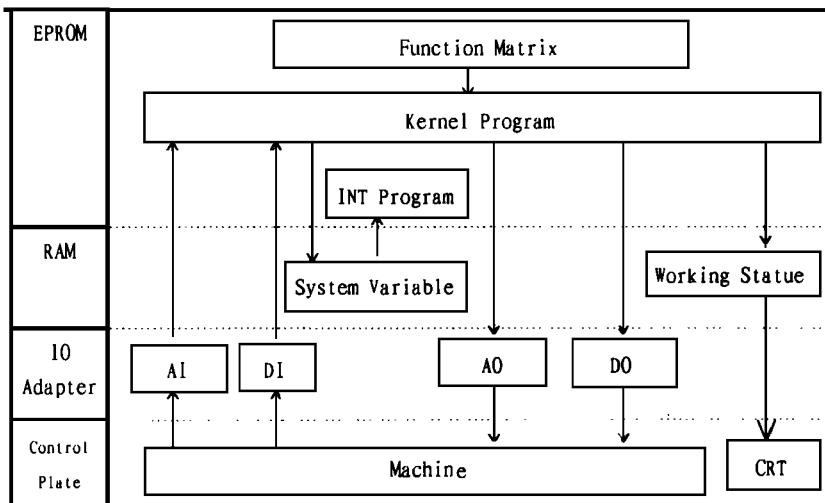 EPROM
Function Matrix
Kernel Program
INT Program
RAM
System Variable
Working Statue
IO
Adapter
AI
DI
AO
DO
Control
Plate
Machine
CRT